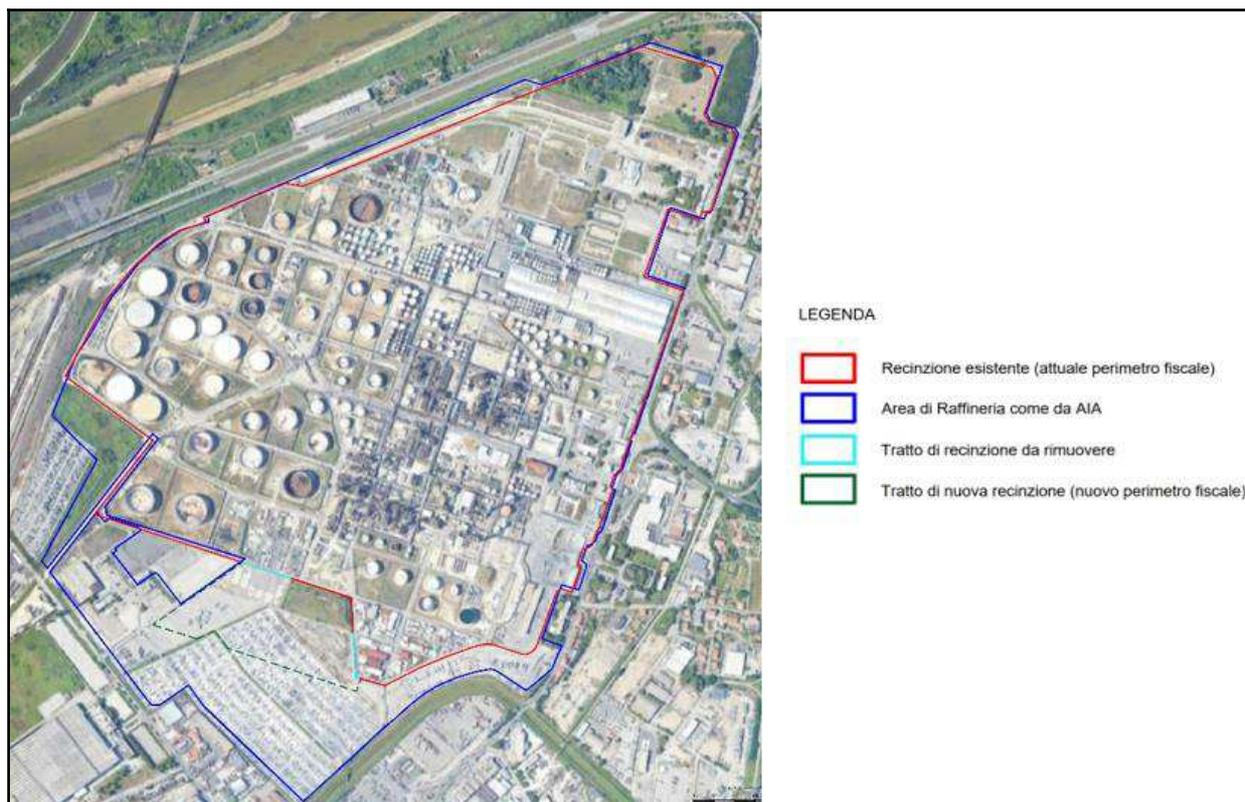 LEGENDA
Recinzione esistente (attuale perimetro fiscale)
Area di Raffineria come da AIA
Tratto di recinzione da rimuovere
Tratto di nuova recinzione (nuovo perimetro fiscale)